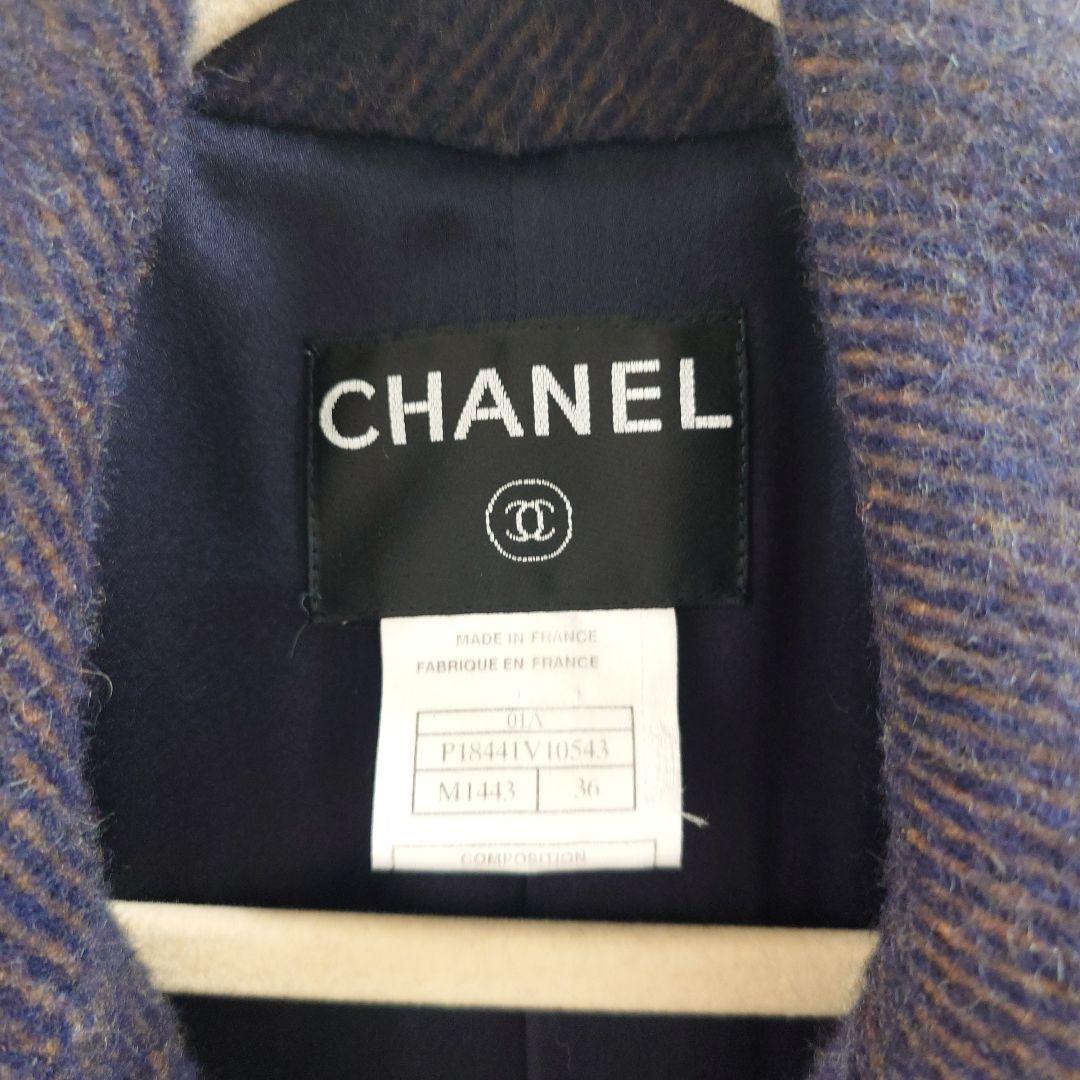 CHANEL
MADE IN FRANCE
FABRIQUE EN FRANCE
01A
P18441V10543
M1443 36
COMPOSITION